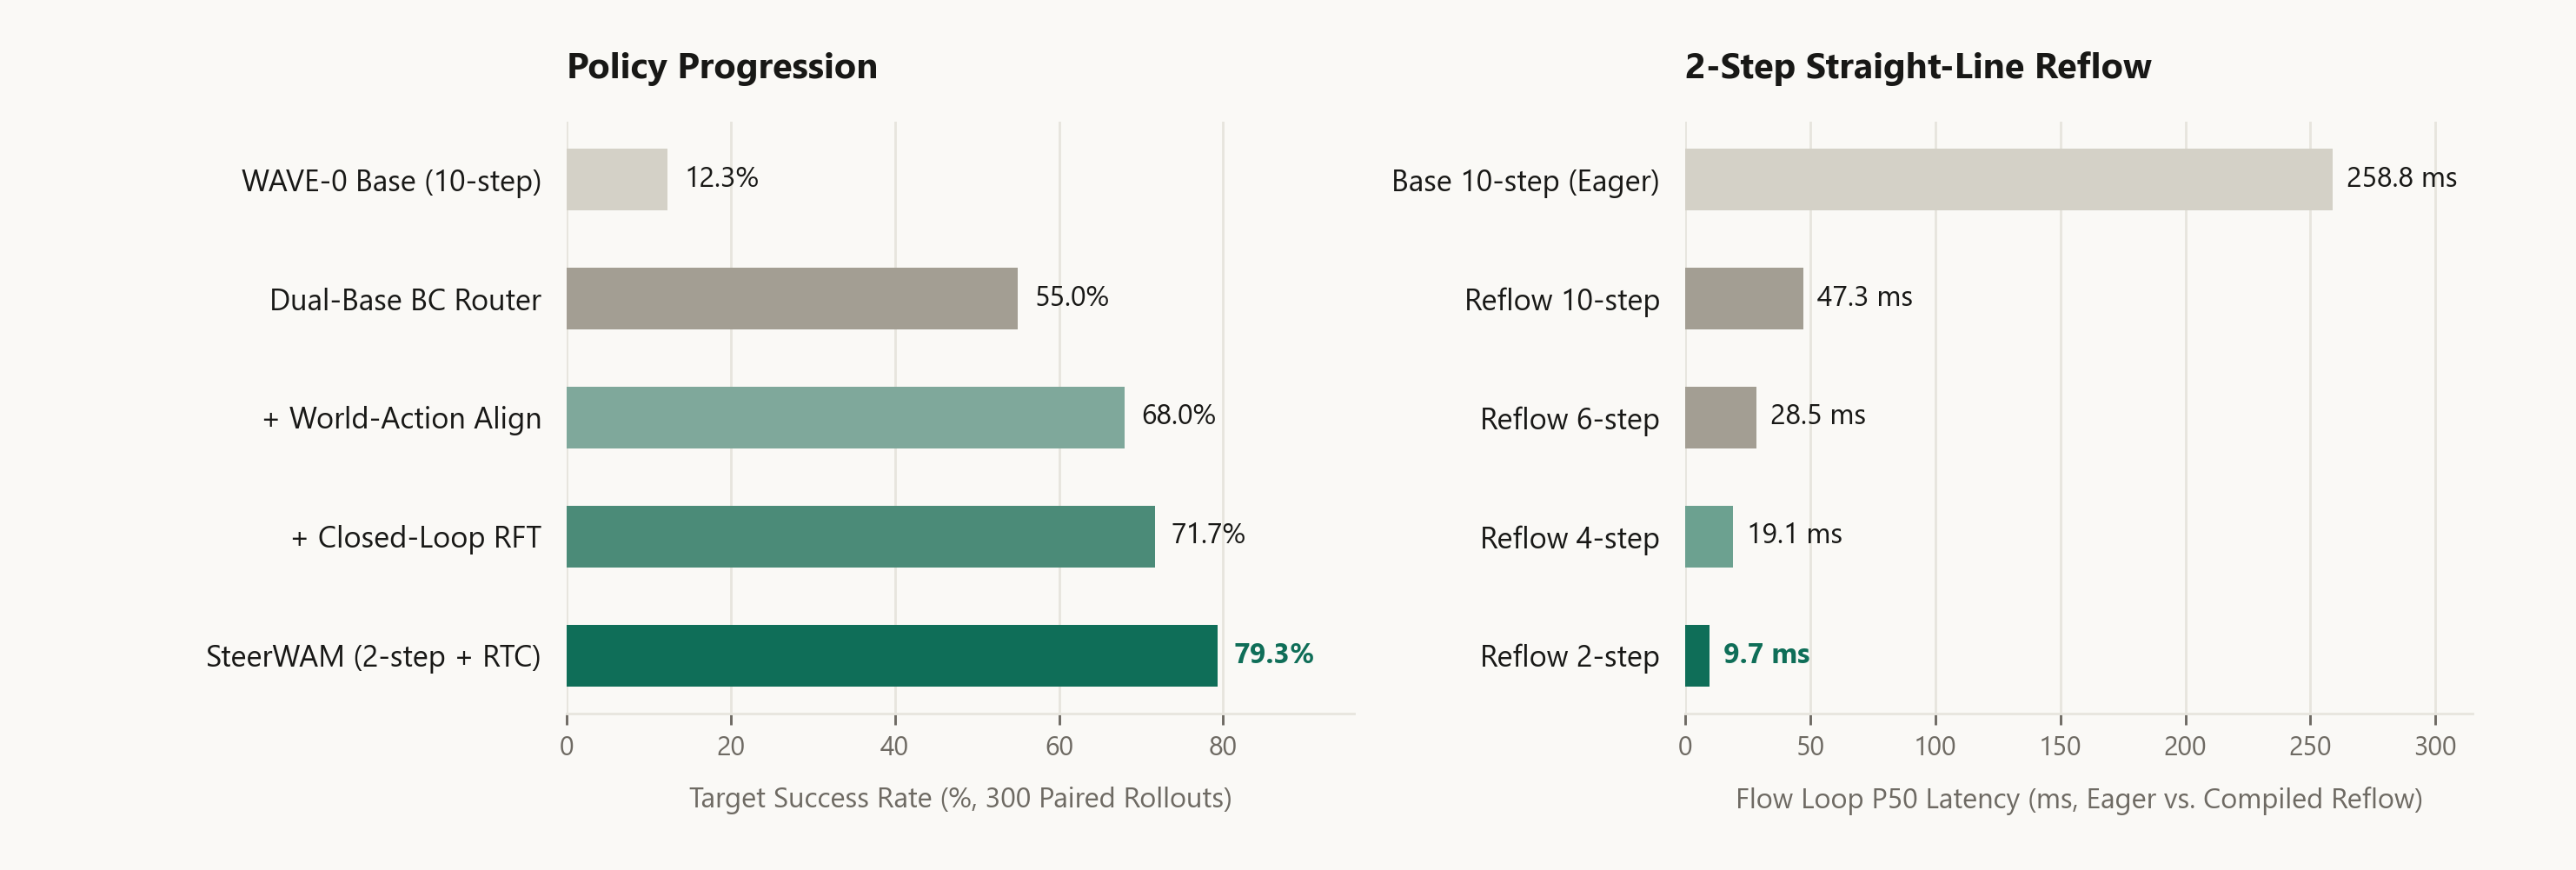 Policy Progression
WAVE-0 Base (10-step)
12.3%
Dual-Base BC Router
55.0%
+ World-Action Align
68.0%
+ Closed-Loop RFT
71.7%
SteerWAM (2-step + RTC)
79.3%
0 20 40 60 80
Target Success Rate (%, 300 Paired Rollouts)
2-Step Straight-Line Reflow
Base 10-step (Eager)
258.8 ms
Reflow 10-step
47.3 ms
Reflow 6-step
28.5 ms
Reflow 4-step
19.1 ms
Reflow 2-step
9.7 ms
0 50 100 150 200 250 300
Flow Loop P50 Latency (ms, Eager vs. Compiled Reflow)